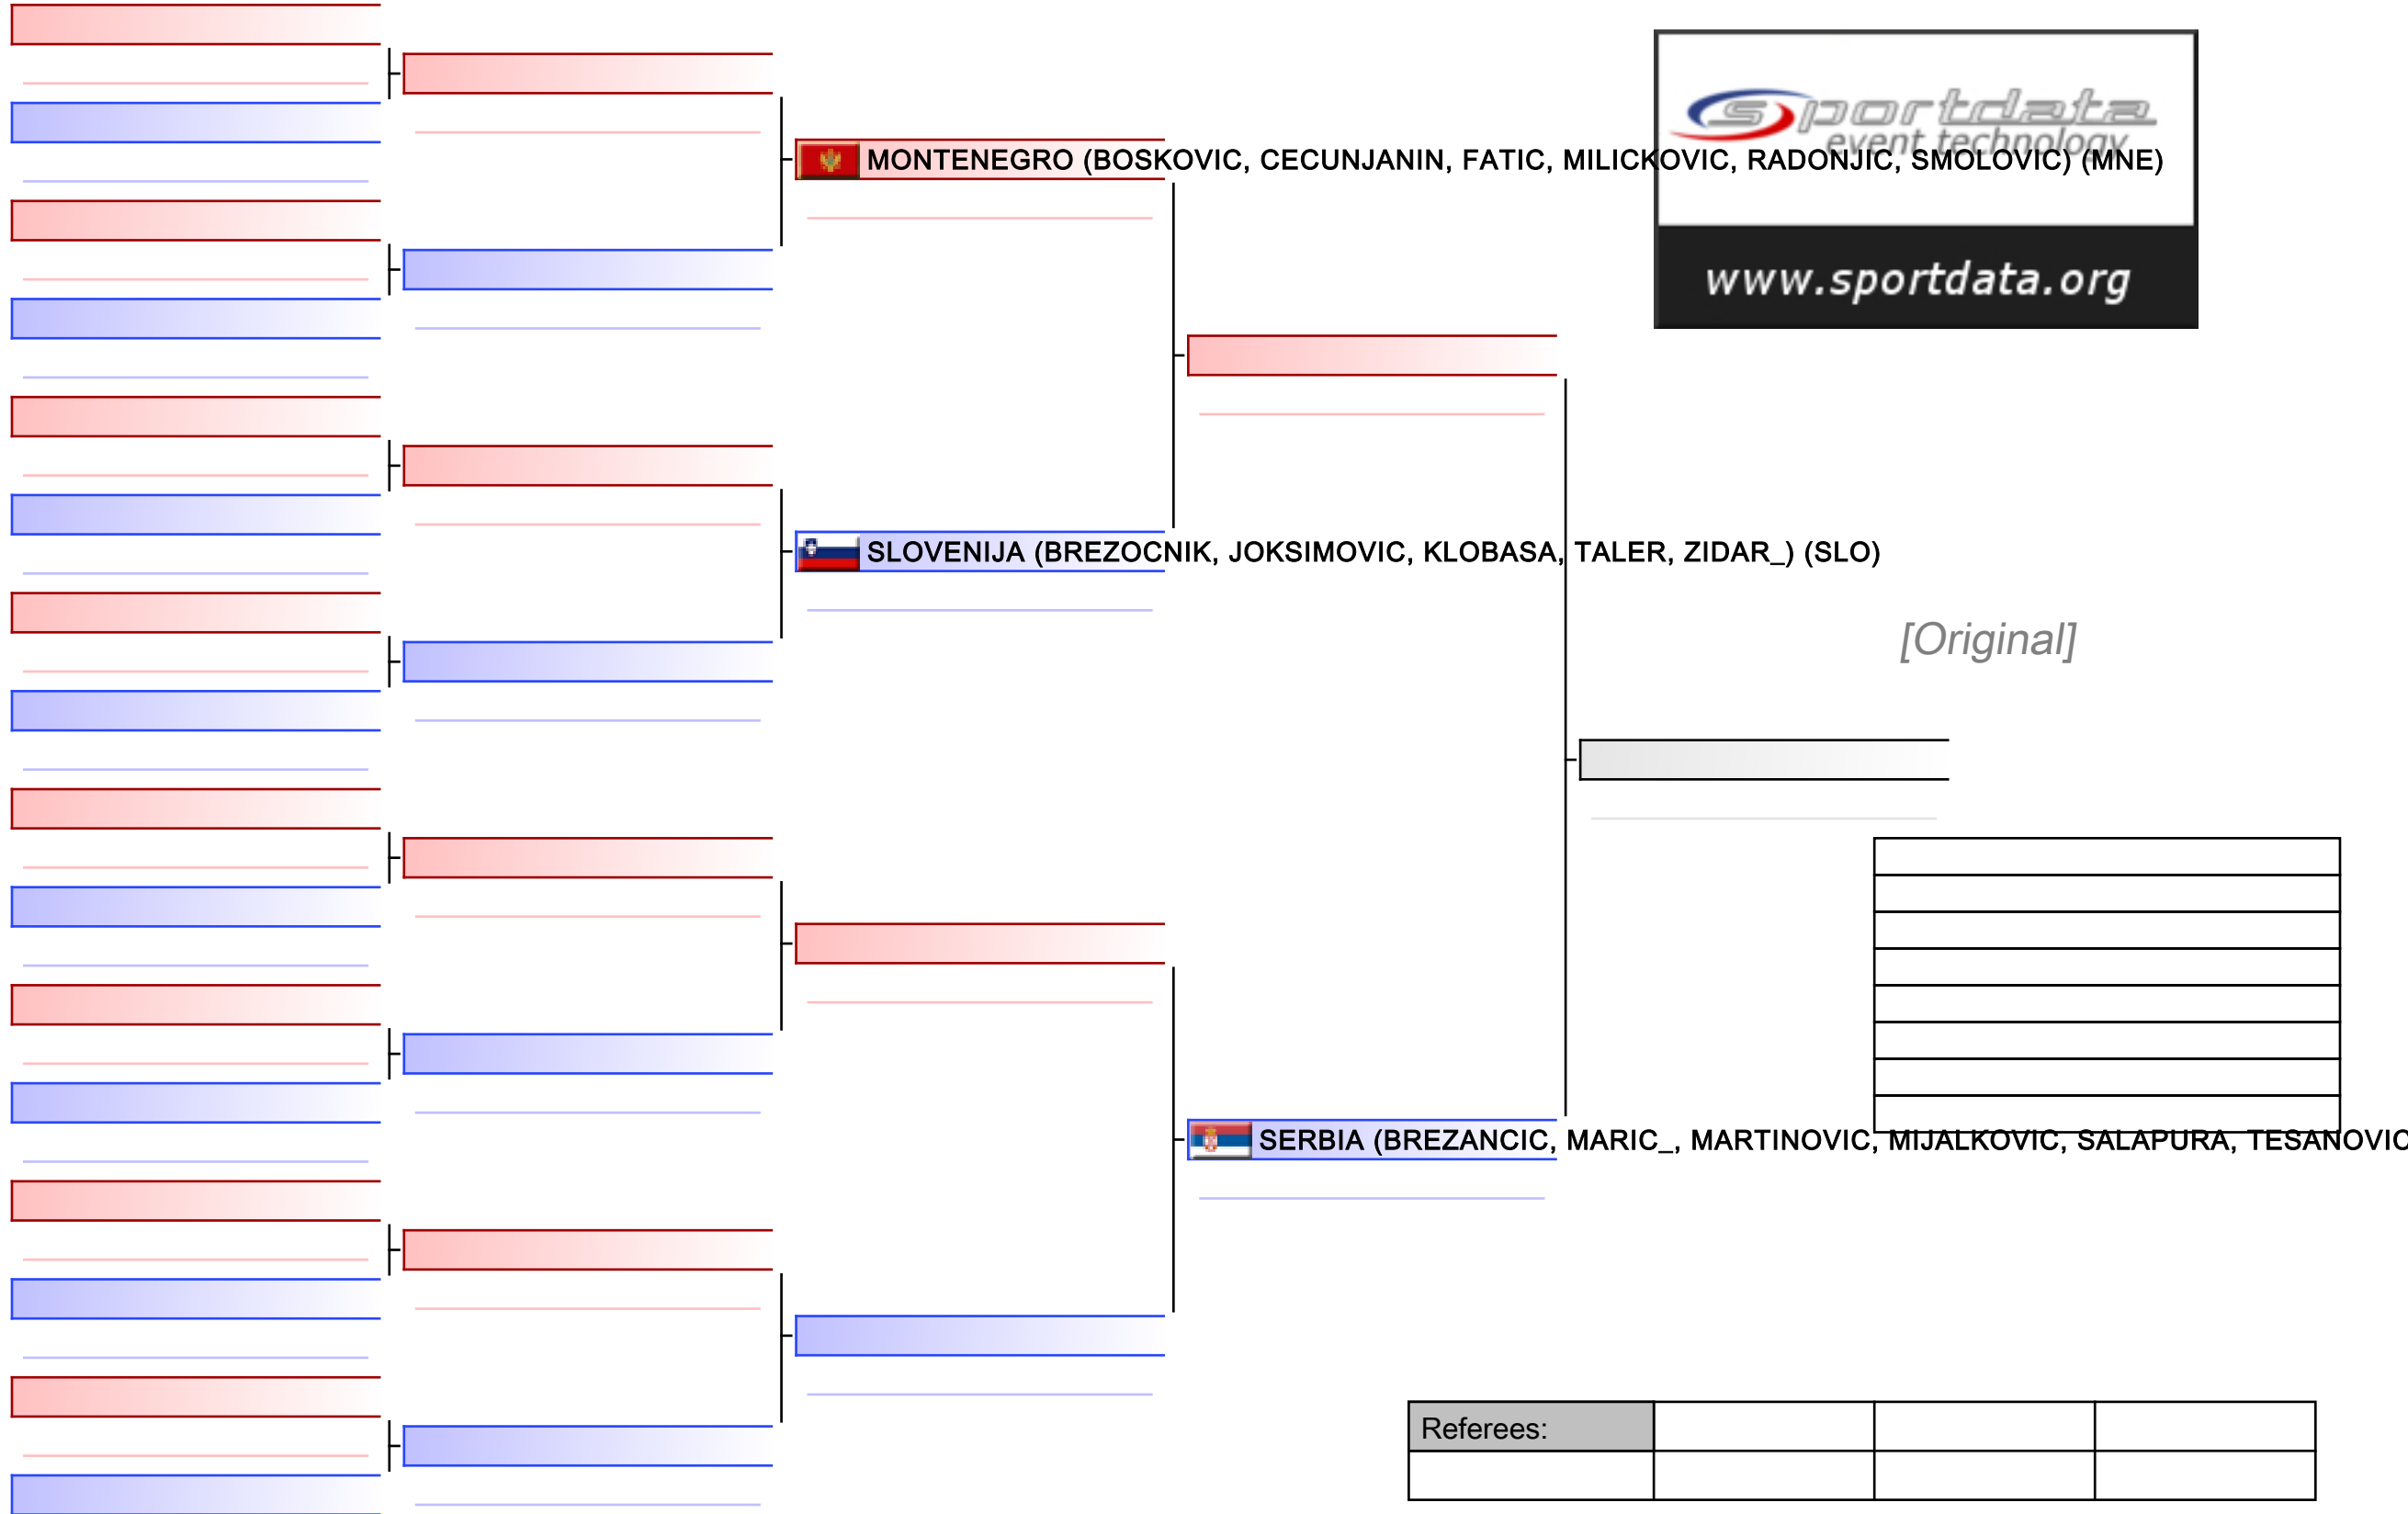 sportdata
event technology
MONTENEGRO (BOSKOVIC, CECUNJANIN, FATIC, MILICKOVIC, RADONJIC, SMOLOVIC) (MNE)
www.sportdata.org
SLOVENIJA (BREZOCNIK, JOKSIMOVIC, KLOBASA, TALER, ZIDAR_) (SLO)
[Original]
SERBIA (BREZANCIC, MARIC_, MARTINOVIC, MIJALKOVIC, SALAPURA, TESANOVIC
Referees: